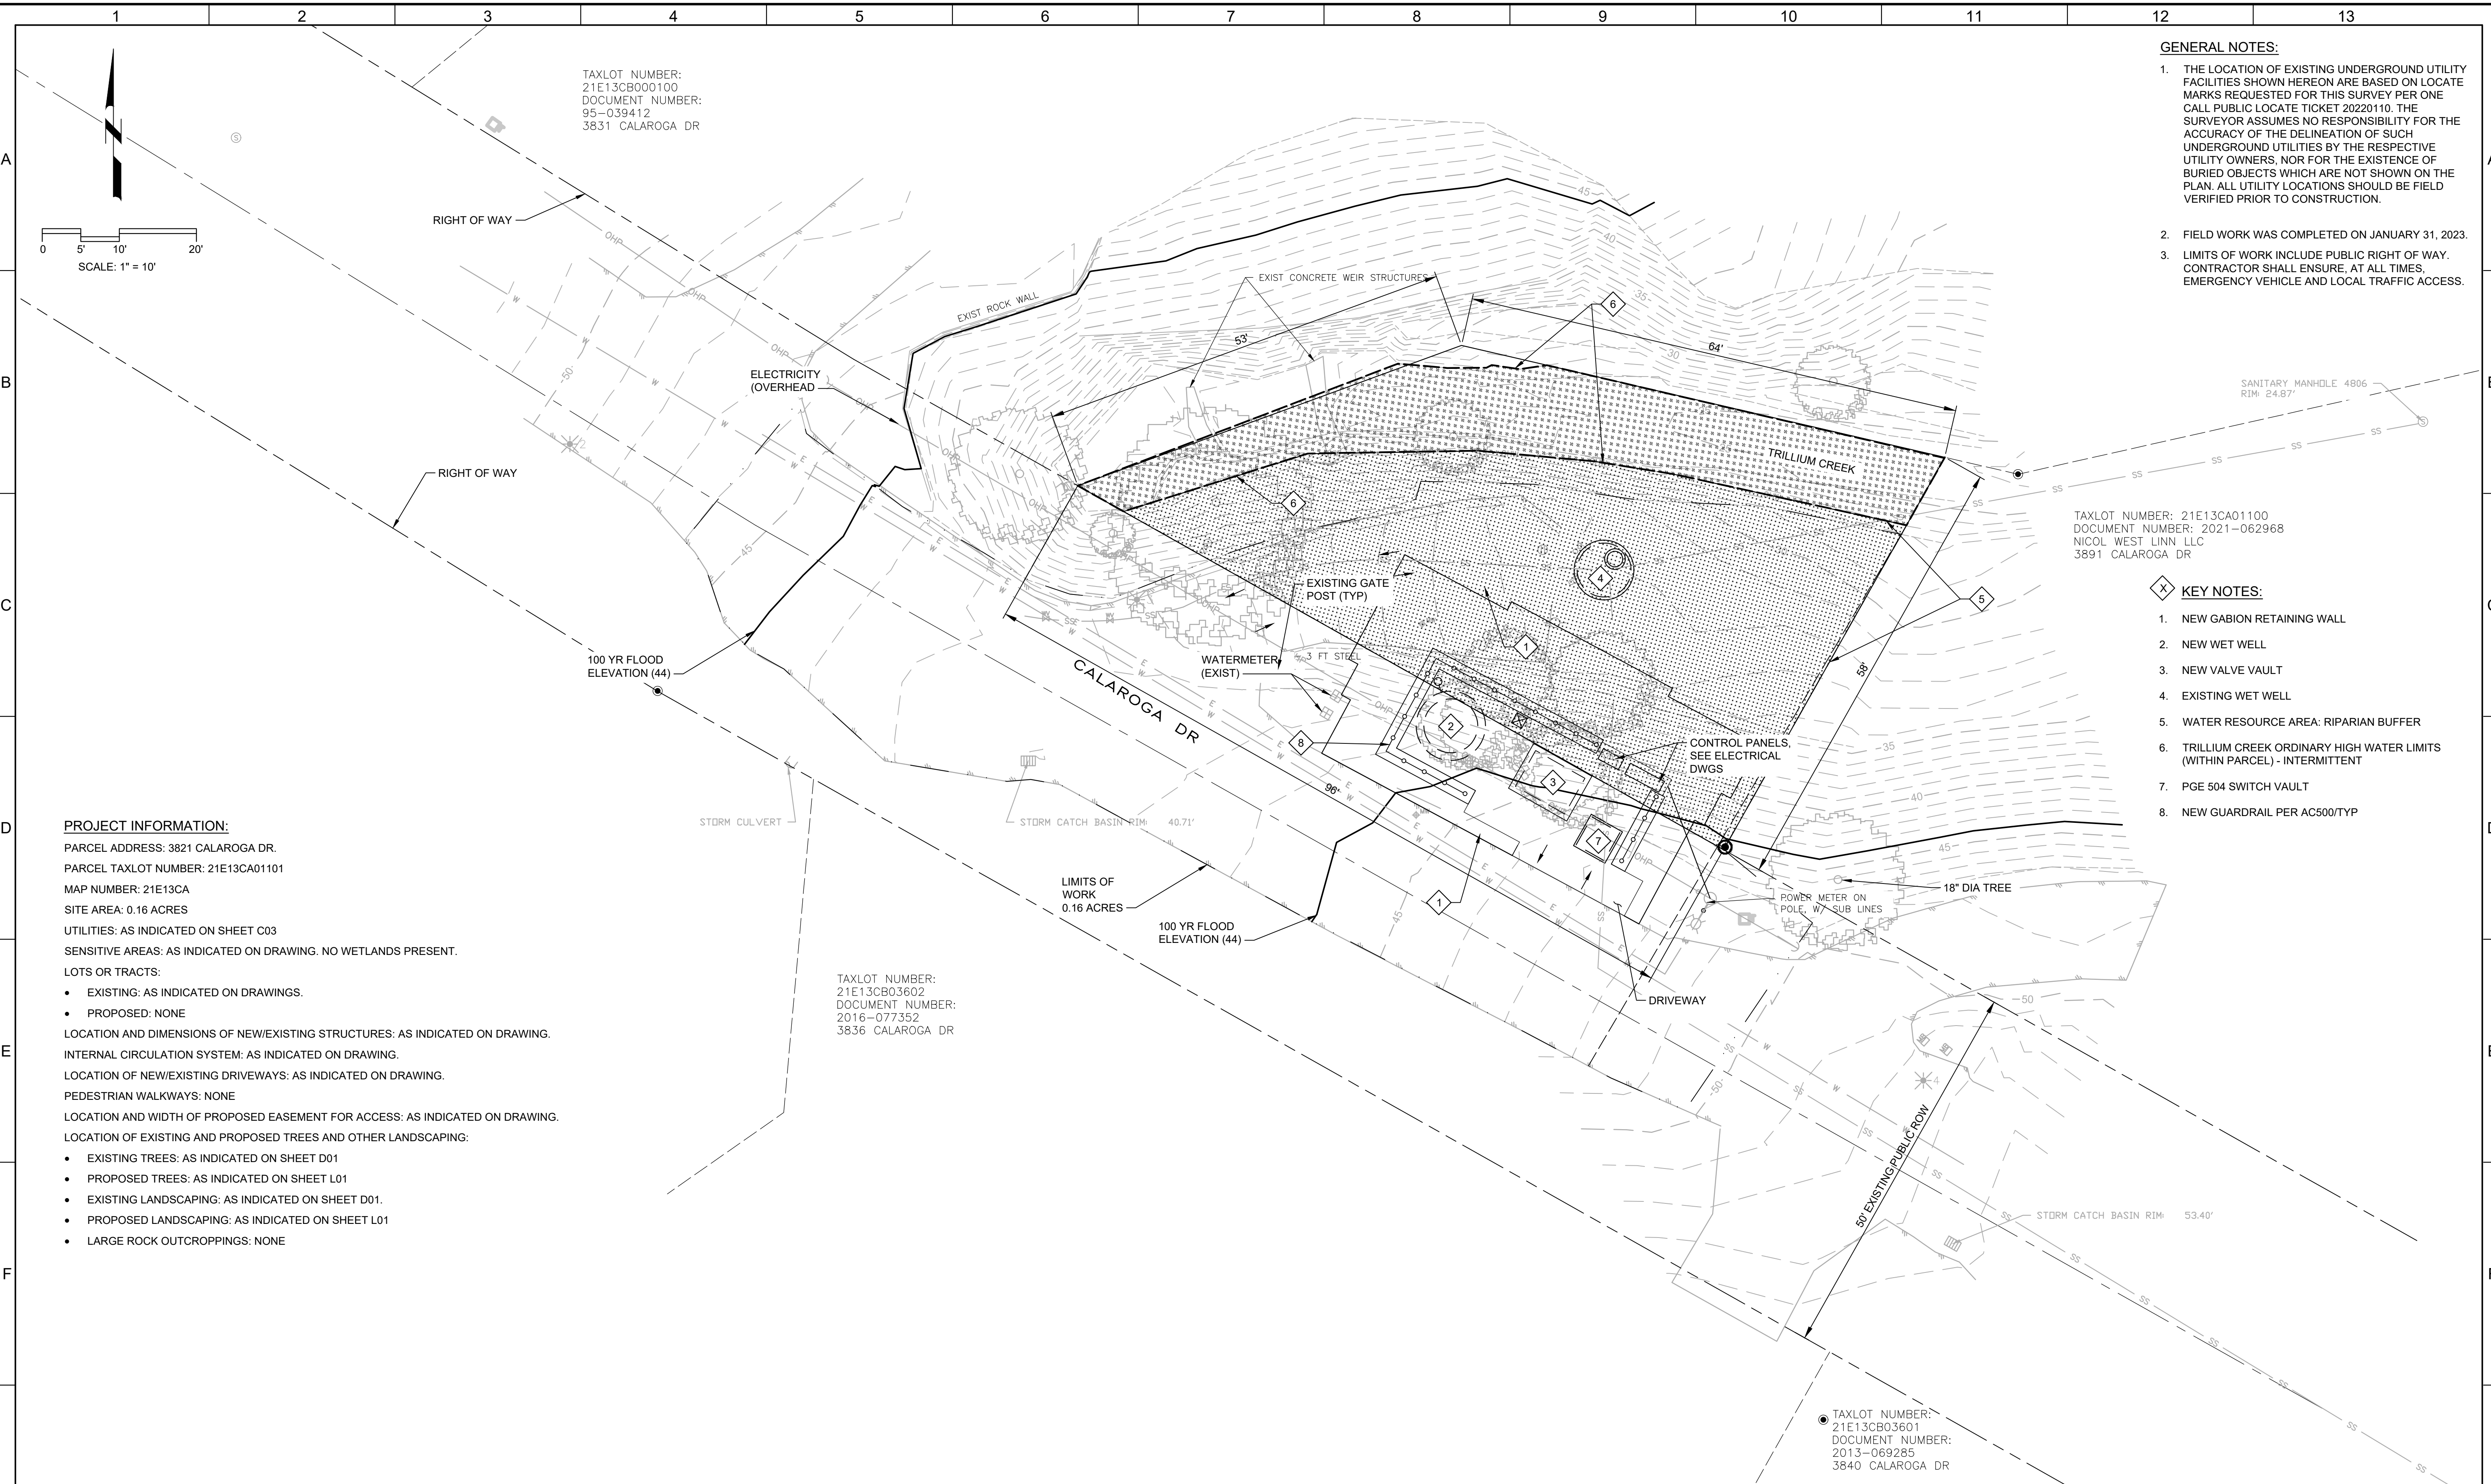 1 2 3 4 5 6 7 8 9 10 11 12 13
A
B
C
D
E
F
GENERAL NOTES:
1. THE LOCATION OF EXISTING UNDERGROUND UTILITY
FACILITIES SHOWN HEREON ARE BASED ON LOCATE
MARKS REQUESTED FOR THIS SURVEY PER ONE
CALL PUBLIC LOCATE TICKET 20220110. THE
SURVEYOR ASSUMES NO RESPONSIBILITY FOR THE
ACCURACY OF THE DELINEATION OF SUCH
UNDERGROUND UTILITIES BY THE RESPECTIVE
UTILITY OWNERS, NOR FOR THE EXISTENCE OF
BURIED OBJECTS WHICH ARE NOT SHOWN ON THE
PLAN. ALL UTILITY LOCATIONS SHOULD BE FIELD
VERIFIED PRIOR TO CONSTRUCTION.
2. FIELD WORK WAS COMPLETED ON JANUARY 31, 2023.
3. LIMITS OF WORK INCLUDE PUBLIC RIGHT OF WAY.
CONTRACTOR SHALL ENSURE, AT ALL TIMES,
EMERGENCY VEHICLE AND LOCAL TRAFFIC ACCESS.
TAXLOT NUMBER:
21E13CB000100
DOCUMENT NUMBER:
95-039412
3831 CALAROGA DR
0 5' 10' 20'
SCALE: 1" = 10'
RIGHT OF WAY
RIGHT OF WAY
ELECTRICITY
(OVERHEAD
EXIST ROCK WALL
EXIST CONCRETE WEIR STRUCTURES
53'
64'
6
6
TRILLIUM CREEK
SANITARY MANHOLE 4806
RIM: 24.87'
TAXLOT NUMBER: 21E13CA01100
DOCUMENT NUMBER: 2021-062968
NICOL WEST LINN LLC
3891 CALAROGA DR
X KEY NOTES:
1. NEW GABION RETAINING WALL
2. NEW WET WELL
3. NEW VALVE VAULT
4. EXISTING WET WELL
5. WATER RESOURCE AREA: RIPARIAN BUFFER
6. TRILLIUM CREEK ORDINARY HIGH WATER LIMITS
(WITHIN PARCEL) - INTERMITTENT
7. PGE 504 SWITCH VAULT
8. NEW GUARDRAIL PER AC500/TYP
EXISTING GATE
POST (TYP)
4
5
1
58'
100 YR FLOOD
ELEVATION (44)
WATERMETER
(EXIST)
3 FT STEEL
CALAROGA DR
8
2
3
7
1
CONTROL PANELS,
SEE ELECTRICAL
DWGS
96'
STORM CULVERT
STORM CATCH BASIN RIM: 40.71'
LIMITS OF
WORK
0.16 ACRES
100 YR FLOOD
ELEVATION (44)
18" DIA TREE
POWER METER ON
POLE, W/ SUB LINES
DRIVEWAY
PROJECT INFORMATION:
PARCEL ADDRESS: 3821 CALAROGA DR.
PARCEL TAXLOT NUMBER: 21E13CA01101
MAP NUMBER: 21E13CA
SITE AREA: 0.16 ACRES
UTILITIES: AS INDICATED ON SHEET C03
SENSITIVE AREAS: AS INDICATED ON DRAWING. NO WETLANDS PRESENT.
LOTS OR TRACTS:
• EXISTING: AS INDICATED ON DRAWINGS.
• PROPOSED: NONE
LOCATION AND DIMENSIONS OF NEW/EXISTING STRUCTURES: AS INDICATED ON DRAWING.
INTERNAL CIRCULATION SYSTEM: AS INDICATED ON DRAWING.
LOCATION OF NEW/EXISTING DRIVEWAYS: AS INDICATED ON DRAWING.
PEDESTRIAN WALKWAYS: NONE
LOCATION AND WIDTH OF PROPOSED EASEMENT FOR ACCESS: AS INDICATED ON DRAWING.
LOCATION OF EXISTING AND PROPOSED TREES AND OTHER LANDSCAPING:
• EXISTING TREES: AS INDICATED ON SHEET D01
• PROPOSED TREES: AS INDICATED ON SHEET L01
• EXISTING LANDSCAPING: AS INDICATED ON SHEET D01.
• PROPOSED LANDSCAPING: AS INDICATED ON SHEET L01
• LARGE ROCK OUTCROPPINGS: NONE
TAXLOT NUMBER:
21E13CB03602
DOCUMENT NUMBER:
2016-077352
3836 CALAROGA DR
50' EXISTING PUBLIC ROW
STORM CATCH BASIN RIM: 53.40'
TAXLOT NUMBER:
21E13CB03601
DOCUMENT NUMBER:
2013-069285
3840 CALAROGA DR